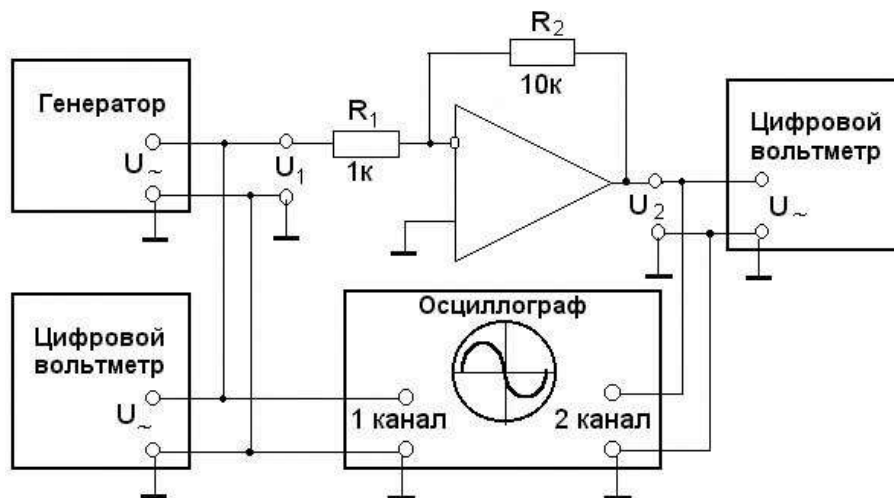 R2
10к
Генератор
U~
R1
1к
U1
Цифровой
вольтметр
U~
U2
Цифровой
вольтметр
U~
Осциллограф
1 канал
2 канал